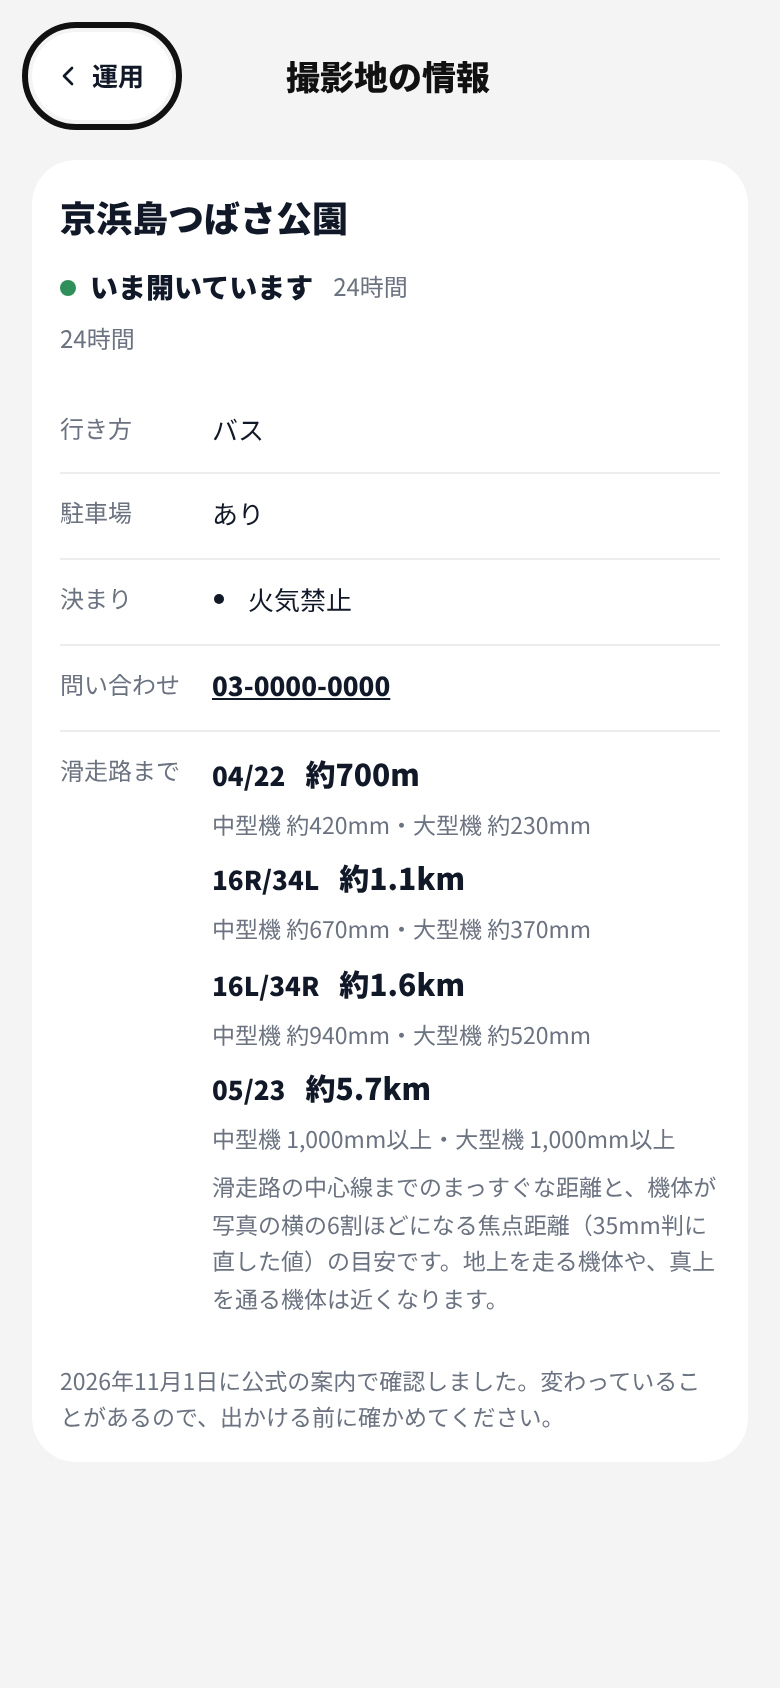 運用
撮影地の情報
京浜島つばさ公園
いま開いています 24時間
24時間
行き方 バス
駐車場 あり
決まり • 火気禁止
問い合わせ 03-0000-0000
滑走路まで 04/22 約700m
中型機 約420mm・大型機 約230mm
16R/34L 約1.1km
中型機 約670mm・大型機 約370mm
16L/34R 約1.6km
中型機 約940mm・大型機 約520mm
05/23 約5.7km
中型機 1,000mm以上・大型機 1,000mm以上
滑走路の中心線までのまっすぐな距離と、機体が
写真の横の6割ほどになる焦点距離（35mm判に
直した値）の目安です。地上を走る機体や、真上
を通る機体は近くなります。
2026年11月1日に公式の案内で確認しました。変わっているこ
とがあるので、出かける前に確かめてください。